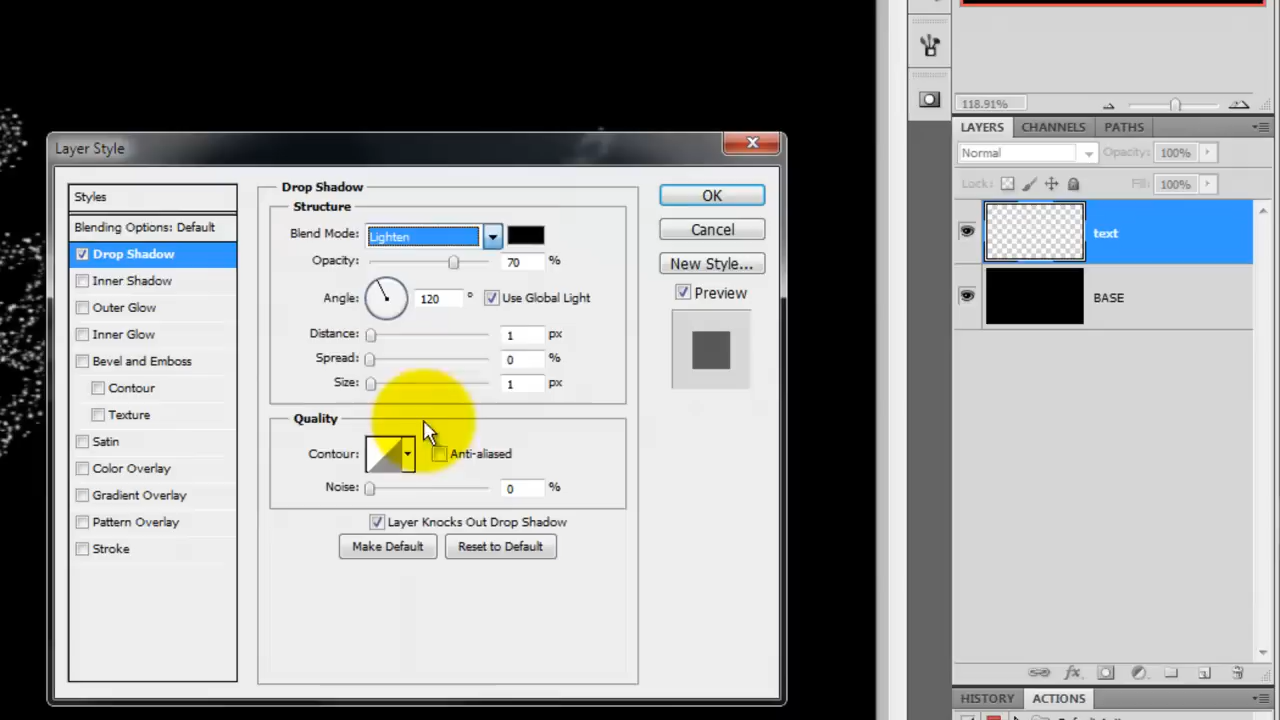 118.91%
LAYERS CHANNELS PATHS
Normal Opacity: 100%
Lock: Fill: 100%
text
BASE
HISTORY ACTIONS
Layer Style
Styles
Blending Options: Default
Drop Shadow
Inner Shadow
Outer Glow
Inner Glow
Bevel and Emboss
Contour
Texture
Satin
Color Overlay
Gradient Overlay
Pattern Overlay
Stroke
Drop Shadow
Structure
Blend Mode: Lighten
Opacity: 70 %
Angle: 120 ° Use Global Light
Distance: 1 px
Spread: 0 %
Size: 1 px
Quality
Contour: Anti-aliased
Noise: 0 %
Layer Knocks Out Drop Shadow
Make Default Reset to Default
OK
Cancel
New Style...
Preview